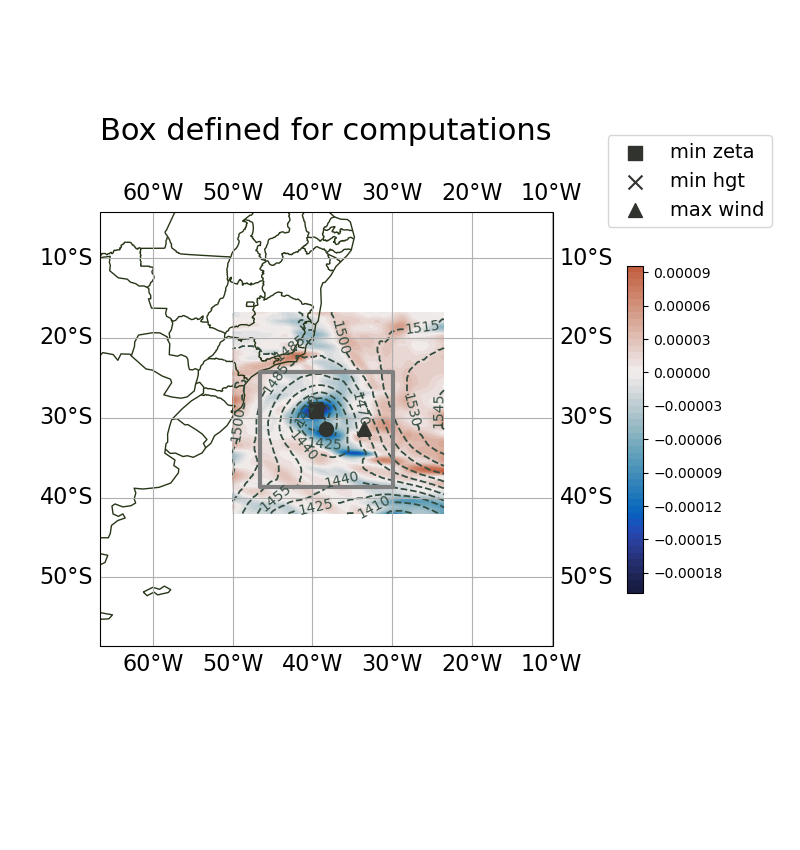 Box defined for computations
min zeta
min hgt
max wind
60°W 50°W 40°W 30°W 20°W 10°W
10°S 10°S
20°S 20°S
30°S 30°S
40°S 40°S
50°S 50°S
60°W 50°W 40°W 30°W 20°W 10°W
1500
1515
1485
1530
1545
1500
1425
1440
1440
1455
1425
1410
0.00009
0.00006
0.00003
0.00000
−0.00003
−0.00006
−0.00009
−0.00012
−0.00015
−0.00018